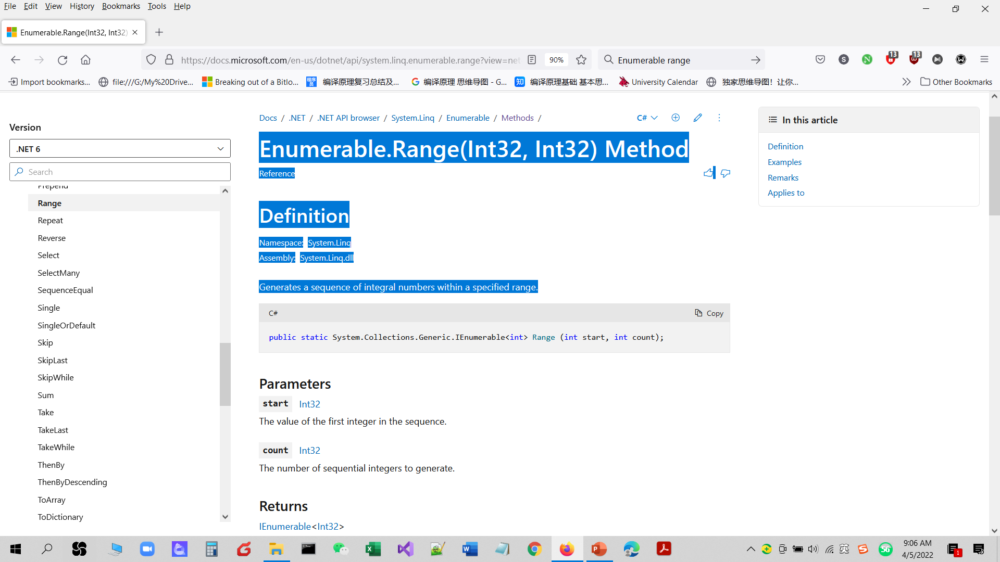 File Edit View History Bookmarks Tools Help
Enumerable.Range(Int32, Int32)
https://docs.microsoft.com/en-us/dotnet/api/system.linq.enumerable.range?view=net
90%
Enumerable range
S
N
13
13
Import bookmarks...
file:///G:/My%20Drive...
Breaking out of a Bitlo...
程序员
编译原理复习总结及...
编译原理 思维导图 - G...
知
编译原理基础 基本思...
University Calendar
独家思维导图！让你...
Other Bookmarks
Version
.NET 6
Search
Prepend
Range
Repeat
Reverse
Select
SelectMany
SequenceEqual
Single
SingleOrDefault
Skip
SkipLast
SkipWhile
Sum
Take
TakeLast
TakeWhile
ThenBy
ThenByDescending
ToArray
ToDictionary
Docs / .NET / .NET API browser / System.Linq / Enumerable / Methods /
C#
Enumerable.Range(Int32, Int32) Method
Reference
Definition
Namespace: System.Linq
Assembly: System.Linq.dll
Generates a sequence of integral numbers within a specified range.
C#
Copy
public static System.Collections.Generic.IEnumerable<int> Range (int start, int count);
Parameters
start Int32
The value of the first integer in the sequence.
count Int32
The number of sequential integers to generate.
Returns
IEnumerable<Int32>
In this article
Definition
Examples
Remarks
Applies to
英
56
9:06 AM
4/5/2022
1